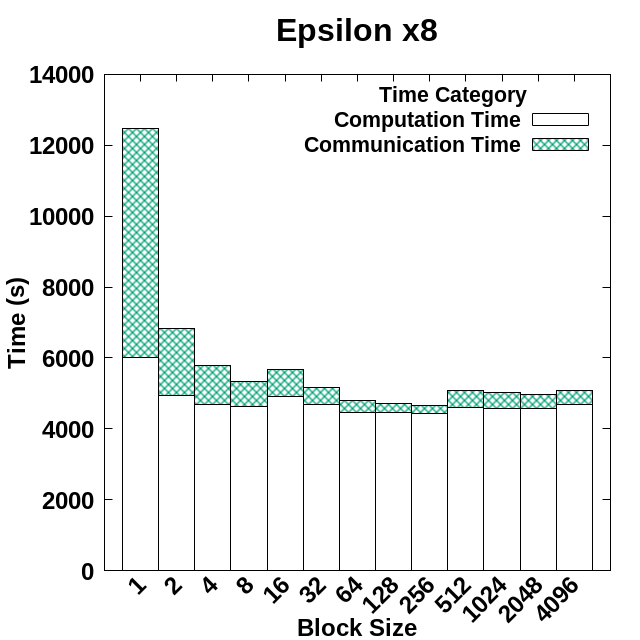 Epsilon x8
Time Category
Computation Time
Communication Time
14000
12000
10000
8000
6000
4000
2000
0
Time (s)
1 2 4 8 16 32 64 128 256 512 1024 2048 4096
Block Size